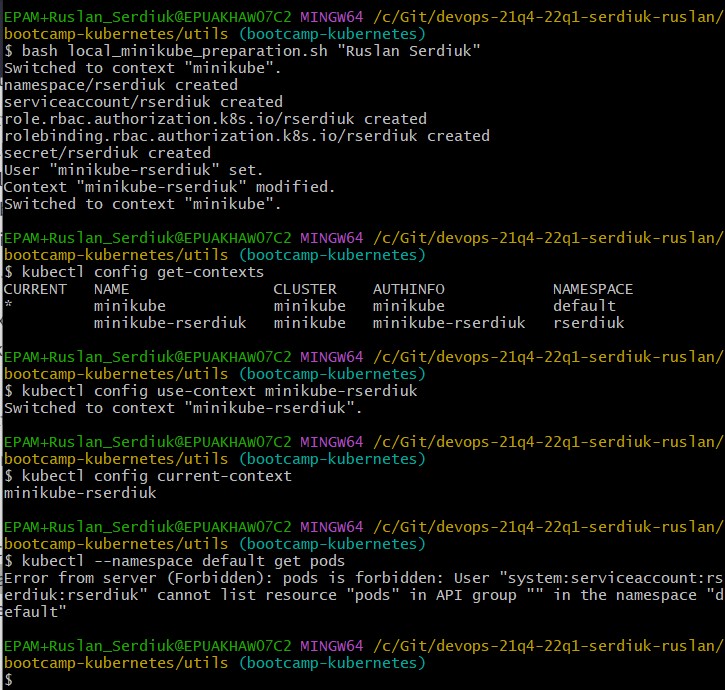 EPAM+Ruslan_Serdiuk@EPUAKHAW07C2 MINGW64 /c/Git/devops-21q4-22q1-serdiuk-ruslan/
bootcamp-kubernetes/utils (bootcamp-kubernetes)
$ bash local_minikube_preparation.sh "Ruslan Serdiuk"
Switched to context "minikube".
namespace/rserdiuk created
serviceaccount/rserdiuk created
role.rbac.authorization.k8s.io/rserdiuk created
rolebinding.rbac.authorization.k8s.io/rserdiuk created
secret/rserdiuk created
User "minikube-rserdiuk" set.
Context "minikube-rserdiuk" modified.
Switched to context "minikube".
EPAM+Ruslan_Serdiuk@EPUAKHAW07C2 MINGW64 /c/Git/devops-21q4-22q1-serdiuk-ruslan/
bootcamp-kubernetes/utils (bootcamp-kubernetes)
$ kubectl config get-contexts
CURRENT   NAME                CLUSTER    AUTHINFO            NAMESPACE
*         minikube            minikube   minikube            default
          minikube-rserdiuk   minikube   minikube-rserdiuk   rserdiuk
EPAM+Ruslan_Serdiuk@EPUAKHAW07C2 MINGW64 /c/Git/devops-21q4-22q1-serdiuk-ruslan/
bootcamp-kubernetes/utils (bootcamp-kubernetes)
$ kubectl config use-context minikube-rserdiuk
Switched to context "minikube-rserdiuk".
EPAM+Ruslan_Serdiuk@EPUAKHAW07C2 MINGW64 /c/Git/devops-21q4-22q1-serdiuk-ruslan/
bootcamp-kubernetes/utils (bootcamp-kubernetes)
$ kubectl config current-context
minikube-rserdiuk
EPAM+Ruslan_Serdiuk@EPUAKHAW07C2 MINGW64 /c/Git/devops-21q4-22q1-serdiuk-ruslan/
bootcamp-kubernetes/utils (bootcamp-kubernetes)
$ kubectl --namespace default get pods
Error from server (Forbidden): pods is forbidden: User "system:serviceaccount:rs
erdiuk:rserdiuk" cannot list resource "pods" in API group "" in the namespace "d
efault"
EPAM+Ruslan_Serdiuk@EPUAKHAW07C2 MINGW64 /c/Git/devops-21q4-22q1-serdiuk-ruslan/
bootcamp-kubernetes/utils (bootcamp-kubernetes)
$